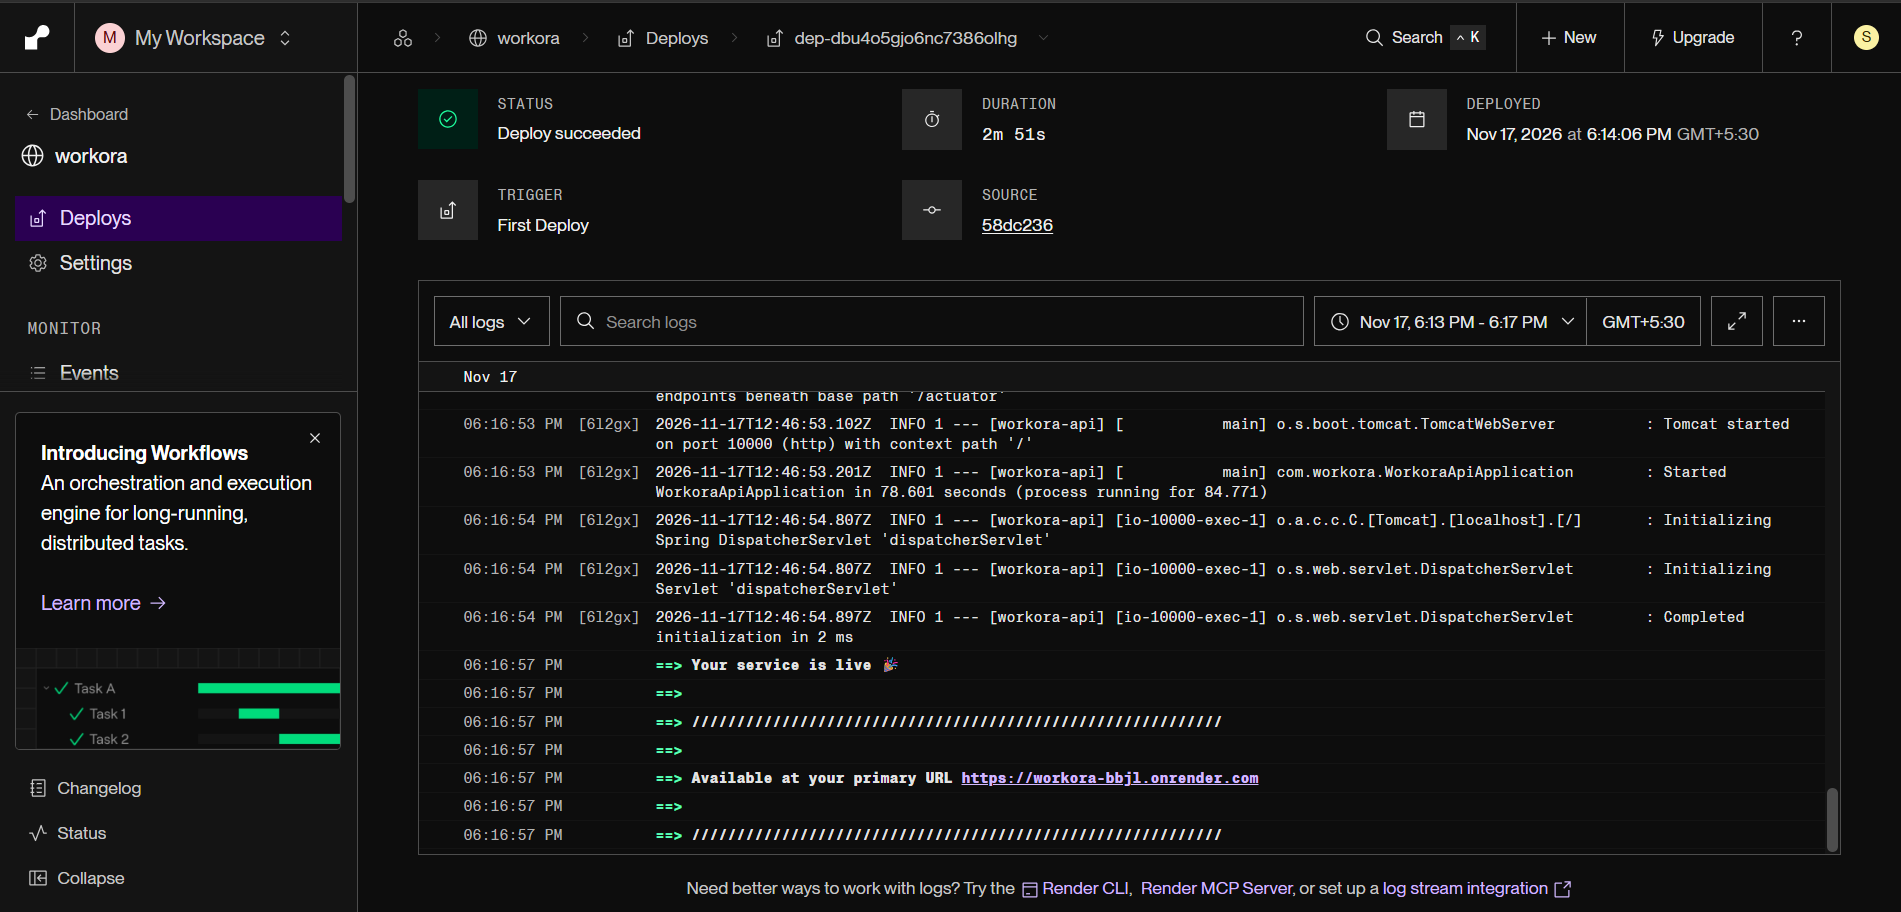 M My Workspace
workora
Deploys
dep-dbu4o5gjo6nc7386olhg
Search ^ K
+ New
Upgrade
?
S
← Dashboard
workora
Deploys
Settings
MONITOR
Events
Introducing Workflows
An orchestration and execution
engine for long-running,
distributed tasks.
Learn more →
Task A
Task 1
Task 2
Changelog
Status
Collapse
STATUS
Deploy succeeded
DURATION
2m 51s
DEPLOYED
Nov 17, 2026 at 6:14:06 PM GMT+5:30
TRIGGER
First Deploy
SOURCE
58dc236
All logs
Search logs
Nov 17, 6:13 PM - 6:17 PM
GMT+5:30
...
Nov 17
endpoints beneath base path '/actuator'
06:16:53 PM [6l2gx] 2026-11-17T12:46:53.102Z INFO 1 --- [workora-api] [ main] o.s.boot.tomcat.TomcatWebServer : Tomcat started
on port 10000 (http) with context path '/'
06:16:53 PM [6l2gx] 2026-11-17T12:46:53.201Z INFO 1 --- [workora-api] [ main] com.workora.WorkoraApiApplication : Started
WorkoraApiApplication in 78.601 seconds (process running for 84.771)
06:16:54 PM [6l2gx] 2026-11-17T12:46:54.807Z INFO 1 --- [workora-api] [io-10000-exec-1] o.a.c.c.C.[Tomcat].[localhost].[/] : Initializing
Spring DispatcherServlet 'dispatcherServlet'
06:16:54 PM [6l2gx] 2026-11-17T12:46:54.807Z INFO 1 --- [workora-api] [io-10000-exec-1] o.s.web.servlet.DispatcherServlet : Initializing
Servlet 'dispatcherServlet'
06:16:54 PM [6l2gx] 2026-11-17T12:46:54.897Z INFO 1 --- [workora-api] [io-10000-exec-1] o.s.web.servlet.DispatcherServlet : Completed
initialization in 2 ms
06:16:57 PM ==> Your service is live 🎉
06:16:57 PM ==>
06:16:57 PM ==> ///////////////////////////////////////////////////////////
06:16:57 PM ==>
06:16:57 PM ==> Available at your primary URL https://workora-bbjl.onrender.com
06:16:57 PM ==>
06:16:57 PM ==> ///////////////////////////////////////////////////////////
Need better ways to work with logs? Try the Render CLI, Render MCP Server, or set up a log stream integration